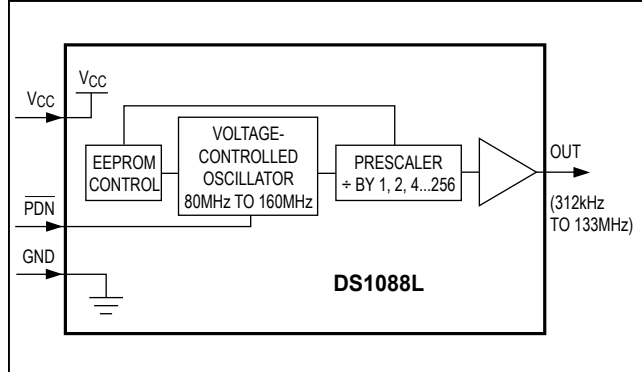 VCC
VCC
EEPROM
CONTROL
VOLTAGE-
CONTROLLED
OSCILLATOR
80MHz TO 160MHz
PRESCALER
÷ BY 1, 2, 4...256
OUT
(312kHz
TO 133MHz)
PDN
GND
DS1088L